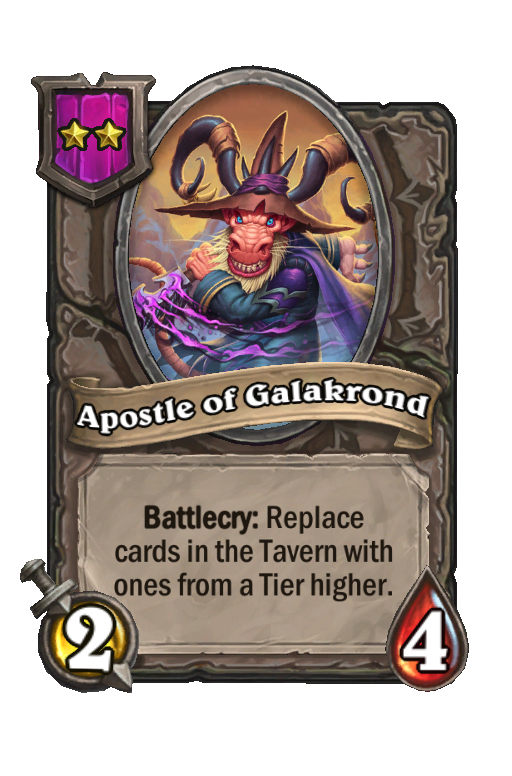 Apostle of Galakrond
Battlecry: Replace
cards in the Tavern with
ones from a Tier higher.
2
4